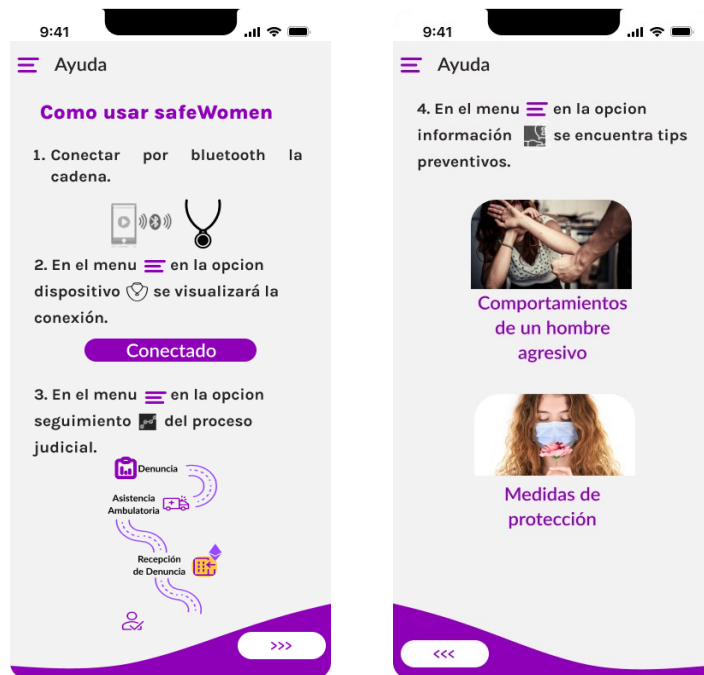 9:41
Ayuda
Como usar safeWomen
1. Conectar por bluetooth la
cadena.
2. En el menu en la opcion
dispositivo se visualizará la
conexión.
Conectado
3. En el menu en la opcion
seguimiento del proceso
judicial.
Denuncia
Asistencia
Ambulatoria
Recepción
de Denuncia
>>>
9:41
Ayuda
4. En el menu en la opcion
información se encuentra tips
preventivos.
Comportamientos
de un hombre
agresivo
Medidas de
protección
<<<